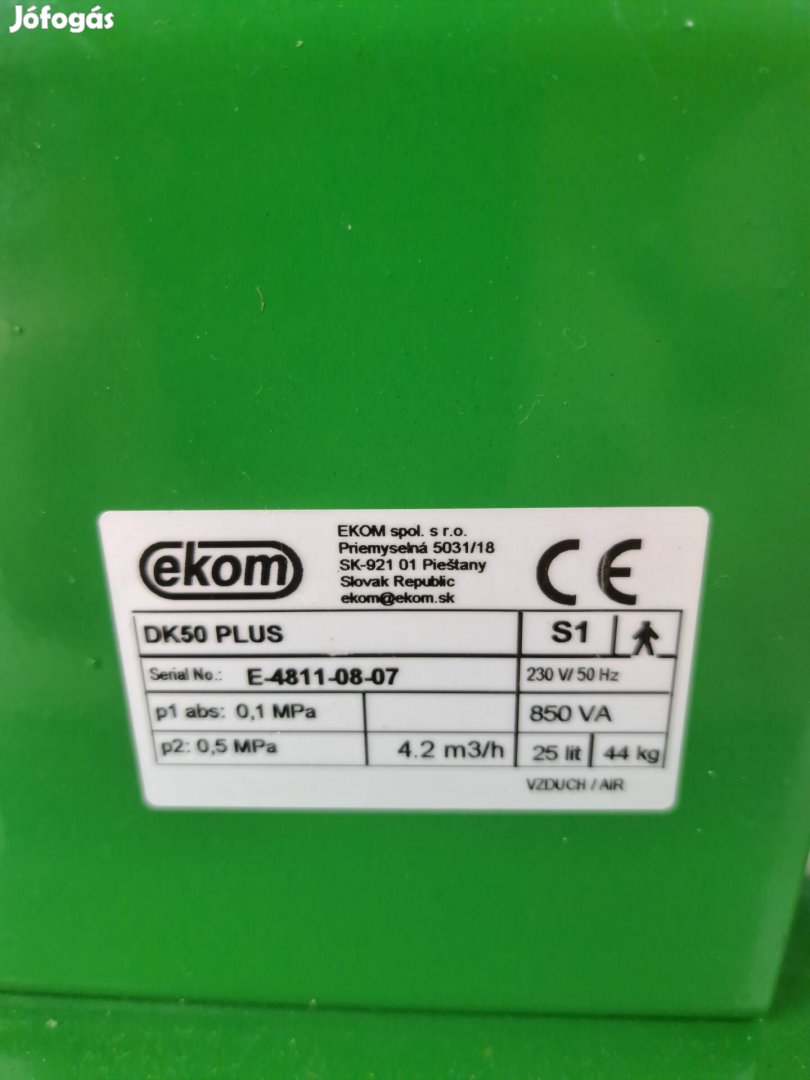 Jófogás
ekom
EKOM spol. s r.o.
Priemyselná 5031/18
SK-921 01 Pieštany
Slovak Republic
ekom@ekom.sk
CE
DK50 PLUS
S1
Serial No.: E-4811-08-07
230 V/ 50 Hz
p1 abs: 0,1 MPa
850 VA
p2: 0,5 MPa
4.2 m3/h
25 lit
44 kg
VZDUCH / AIR